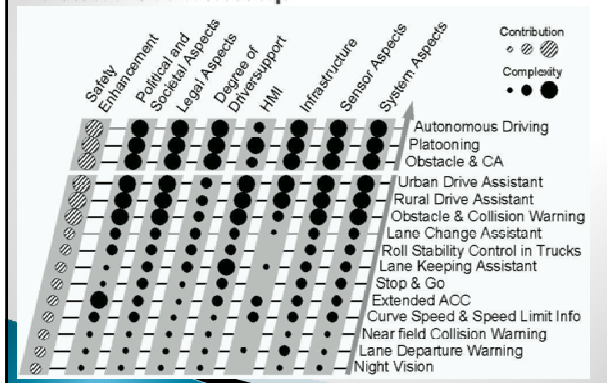 Contribution
Complexity
Safety
Enhancement
Political and
Societal Aspects
Legal Aspects
Degree of
Driversupport
HMI
Infrastructure
Sensor Aspects
System Aspects
Autonomous Driving
Platooning
Obstacle & CA
Urban Drive Assistant
Rural Drive Assistant
Obstacle & Collision Warning
Lane Change Assistant
Roll Stability Control in Trucks
Lane Keeping Assistant
Stop & Go
Extended ACC
Curve Speed & Speed Limit Info
Near field Collision Warning
Lane Departure Warning
Night Vision